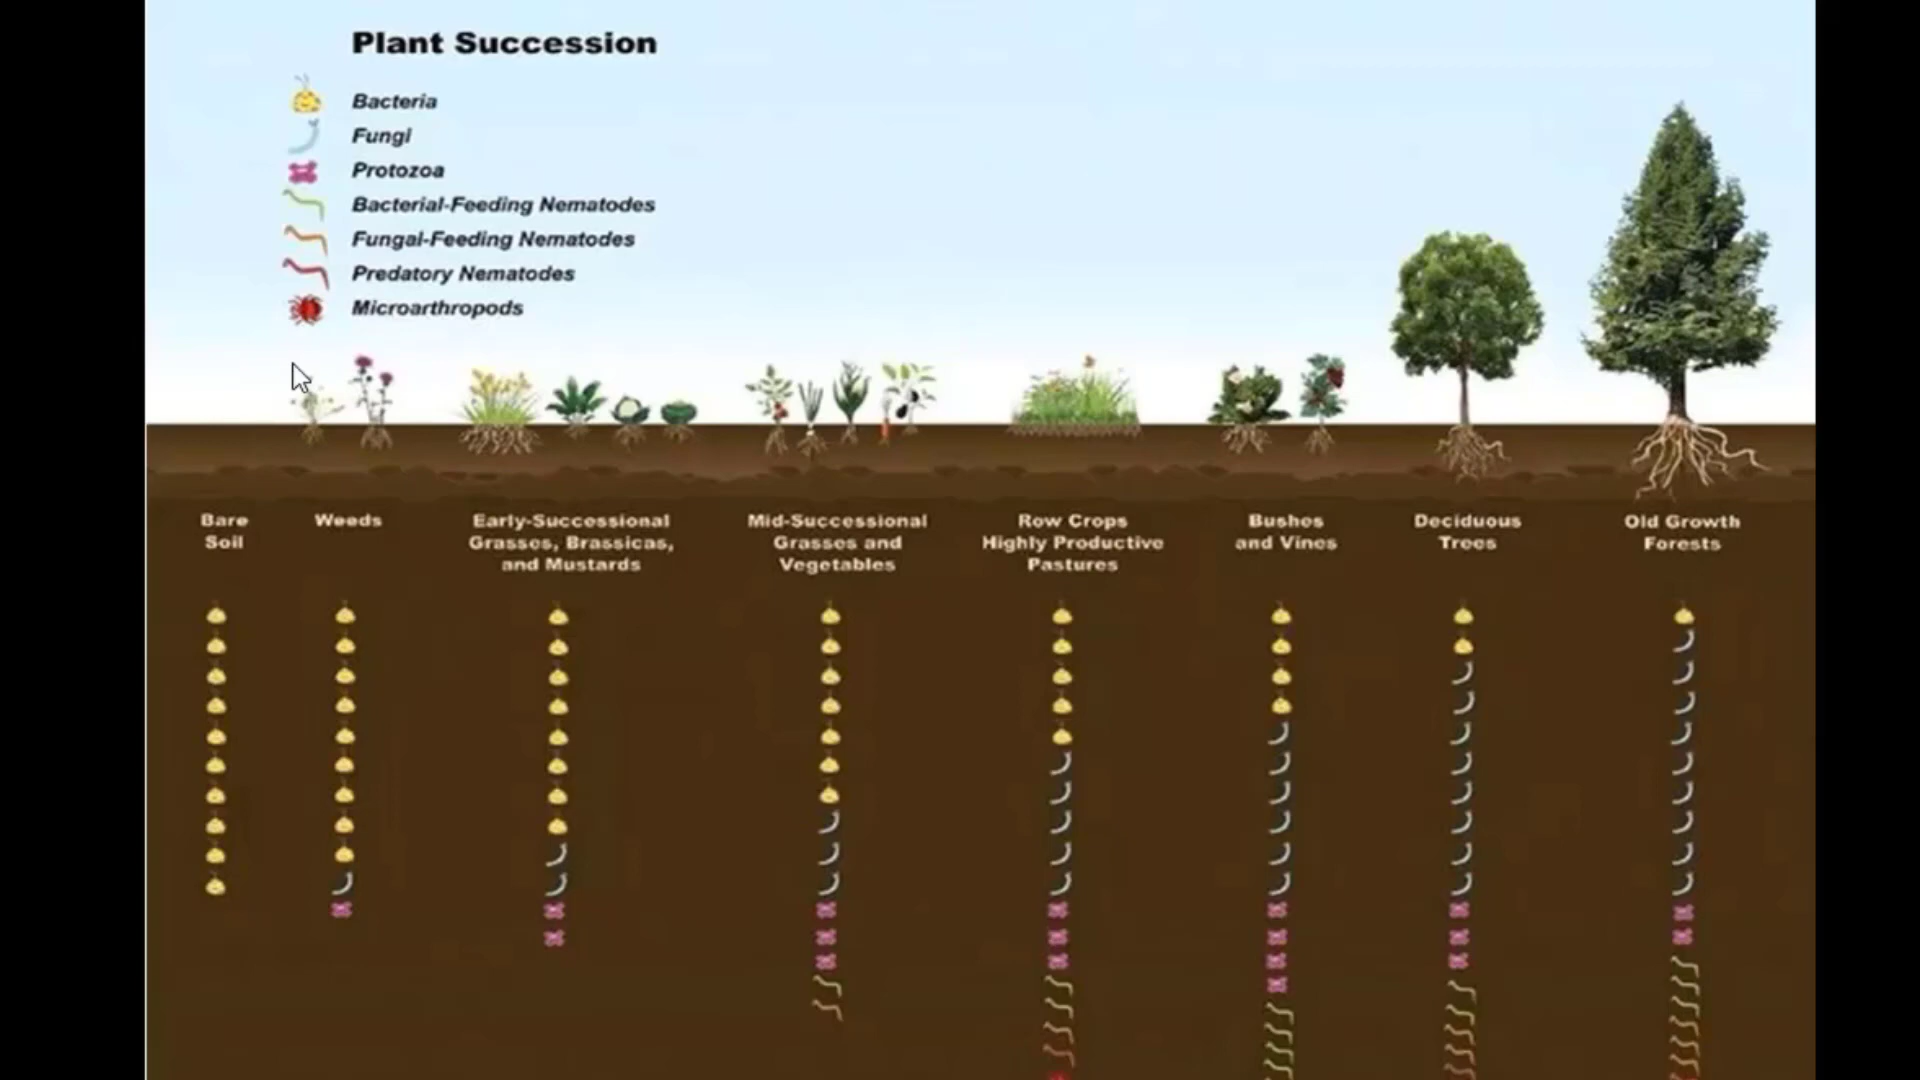 Plant Succession
Bacteria
Fungi
Protozoa
Bacterial-Feeding Nematodes
Fungal-Feeding Nematodes
Predatory Nematodes
Microarthropods
Bare
Soil
Weeds
Early-Successional
Grasses, Brassicas,
and Mustards
Mid-Successional
Grasses and
Vegetables
Row Crops
Highly Productive
Pastures
Bushes
and Vines
Deciduous
Trees
Old Growth
Forests